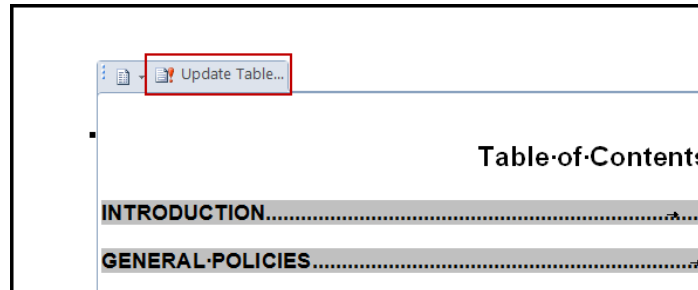 Update Table...
Table·of·Contents
INTRODUCTION....................................................................→...
GENERAL·POLICIES................................................................→